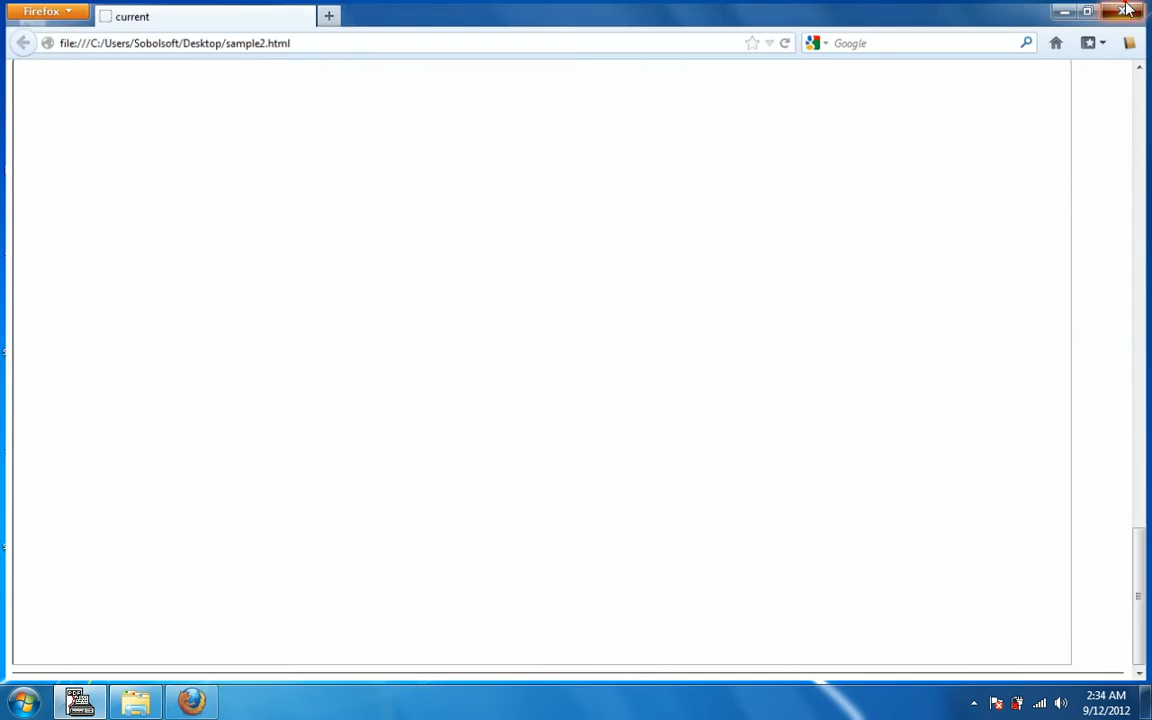 Firefox
current
file:///C:/Users/Sobolsoft/Desktop/sample2.html
Google
2:34 AM
9/12/2012